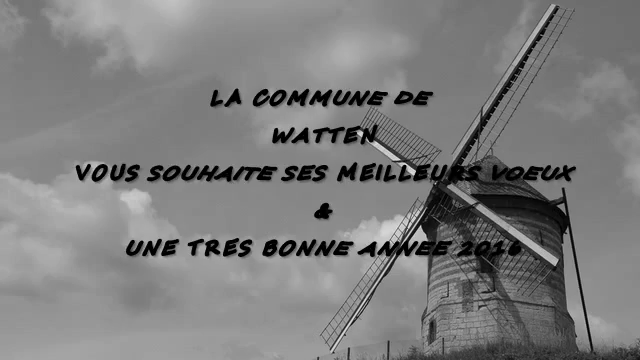 LA COMMUNE DE
WATTEN
VOUS SOUHAITE SES MEILLEURS VOEUX
&
UNE TRES BONNE ANNEE 2016